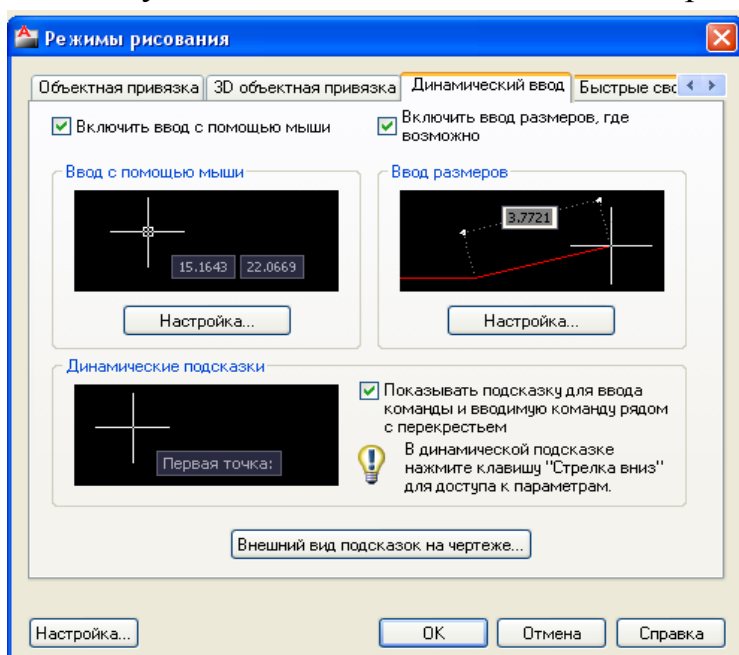 Режимы рисования
Объектная привязка 3D объектная привязка Динамический ввод Быстрые свс
Включить ввод с помощью мыши
Включить ввод размеров, где
возможно
Ввод с помощью мыши
15.1643 22.0669
Настройка...
Ввод размеров
3.7721
Настройка...
Динамические подсказки
Первая точка:
Показывать подсказку для ввода
команды и вводимую команду рядом
с перекрестьем
В динамической подсказке
нажмите клавишу "Стрелка вниз"
для доступа к параметрам.
Внешний вид подсказок на чертеже...
Настройка... ОК Отмена Справка